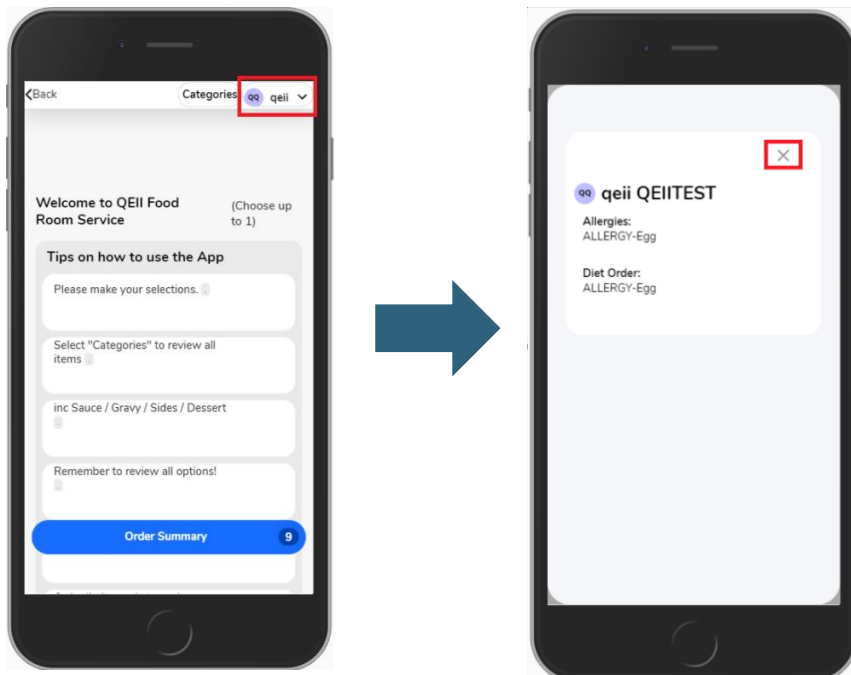 Back
Categories
QQ qeii
Welcome to QEII Food
Room Service
(Choose up
to 1)
Tips on how to use the App
Please make your selections. .
Select "Categories" to review all
items .
inc Sauce / Gravy / Sides / Dessert
.
Remember to review all options!
.
Order Summary 9
QQ qeii QEIITEST
Allergies:
ALLERGY-Egg
Diet Order:
ALLERGY-Egg